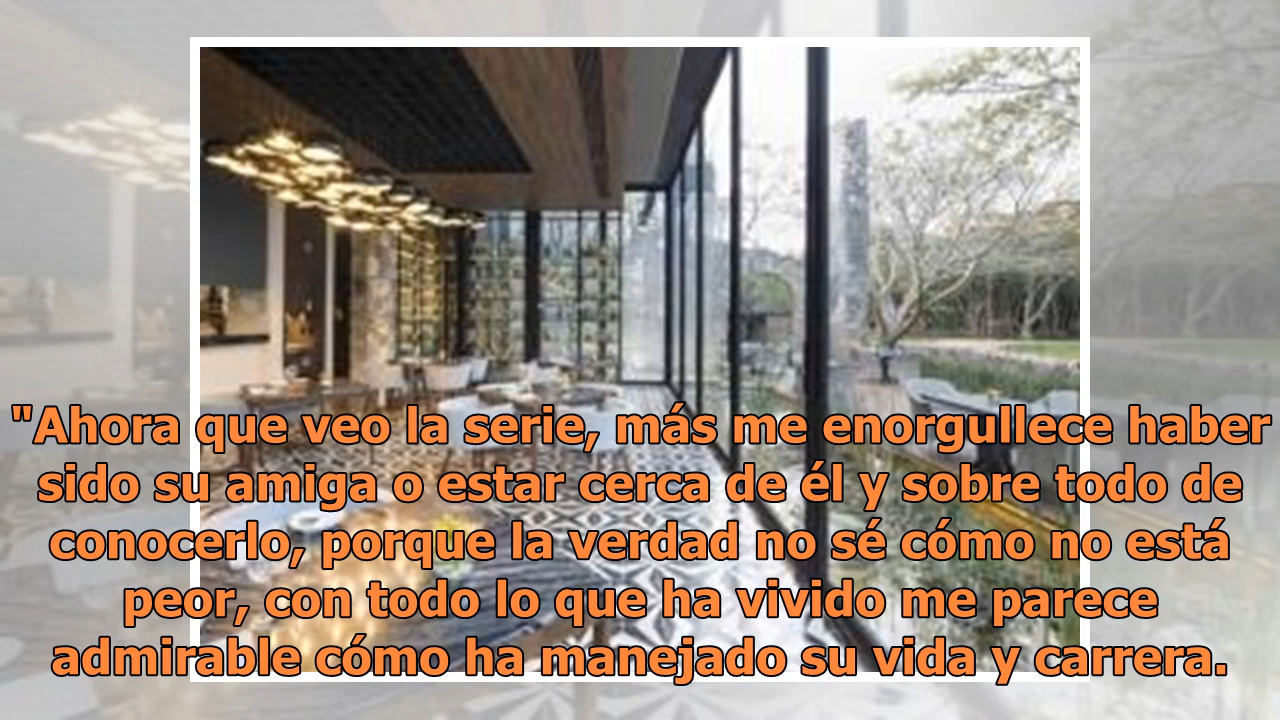 "Ahora que veo la serie, más me enorgullece haber
sido su amiga o estar cerca de él y sobre todo de
conocerlo, porque la verdad no sé cómo no está
peor, con todo lo que ha vivido me parece
admirable cómo ha manejado su vida y carrera.